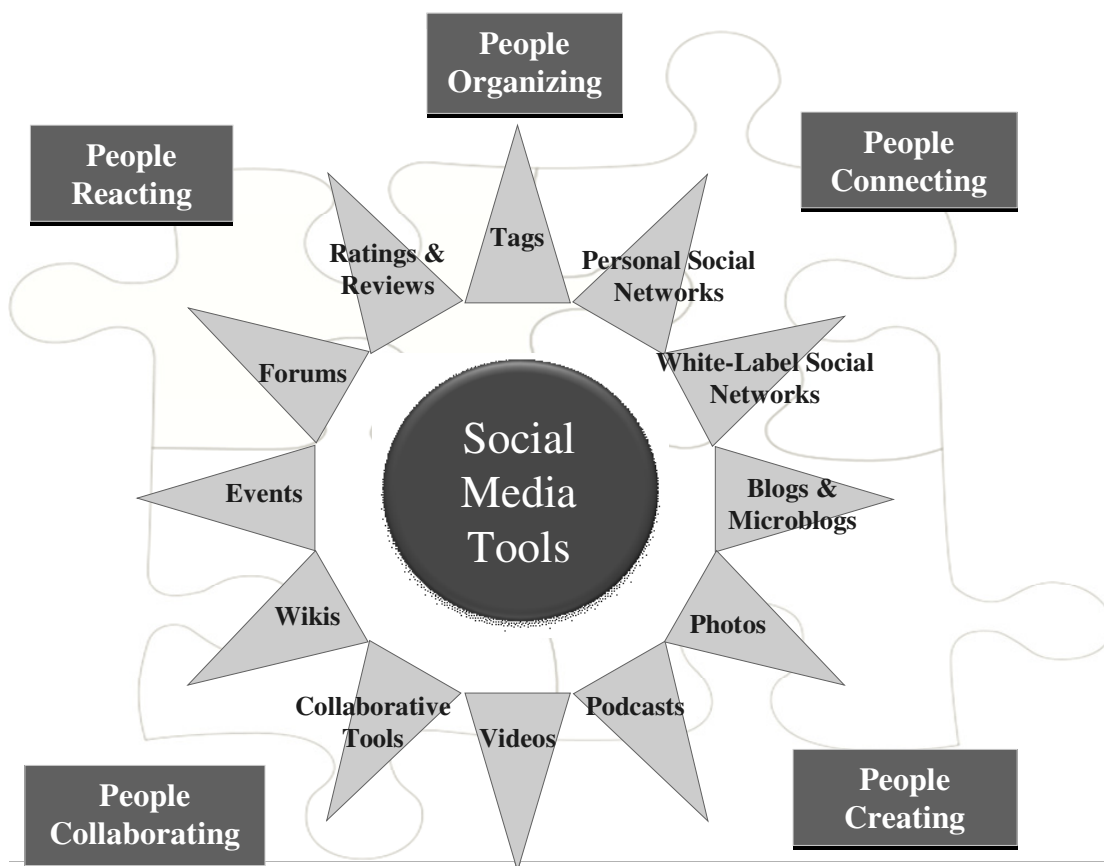 People
Organizing
People
Reacting
People
Connecting
Tags
Ratings &
Reviews
Personal Social
Networks
Forums
White-Label Social
Networks
Social
Media
Tools
Events
Blogs &
Microblogs
Wikis
Photos
Collaborative
Tools
Videos
Podcasts
People
Collaborating
People
Creating